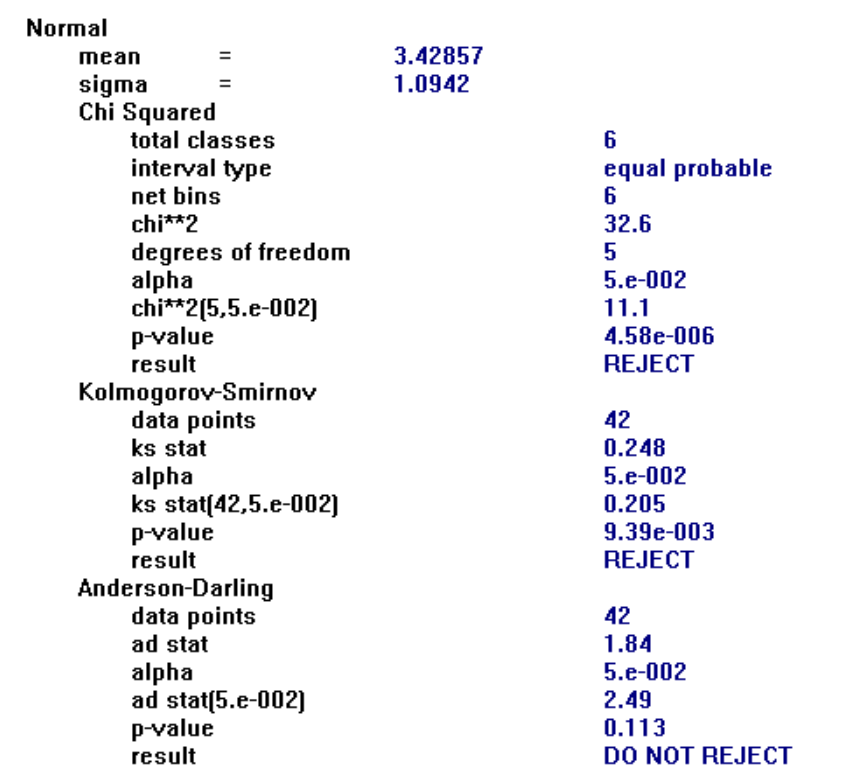 Normal
mean = 3.42857
sigma = 1.0942
Chi Squared
total classes 6
interval type equal probable
net bins 6
chi**2 32.6
degrees of freedom 5
alpha 5.e-002
chi**2(5,5.e-002) 11.1
p-value 4.58e-006
result REJECT
Kolmogorov-Smirnov
data points 42
ks stat 0.248
alpha 5.e-002
ks stat(42,5.e-002) 0.205
p-value 9.39e-003
result REJECT
Anderson-Darling
data points 42
ad stat 1.84
alpha 5.e-002
ad stat(5.e-002) 2.49
p-value 0.113
result DO NOT REJECT